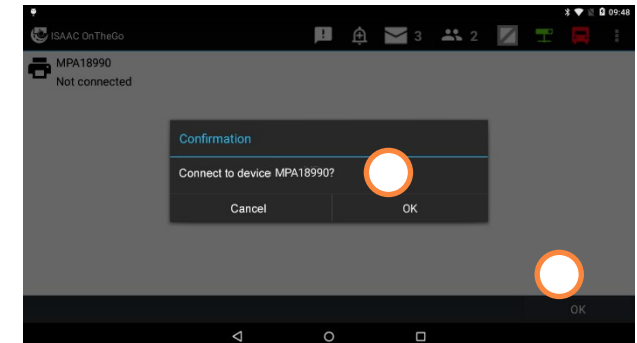 09:48
ISAAC OnTheGo
3
2
MPA18990
Not connected
Confirmation
Connect to device MPA18990?
Cancel
OK
OK